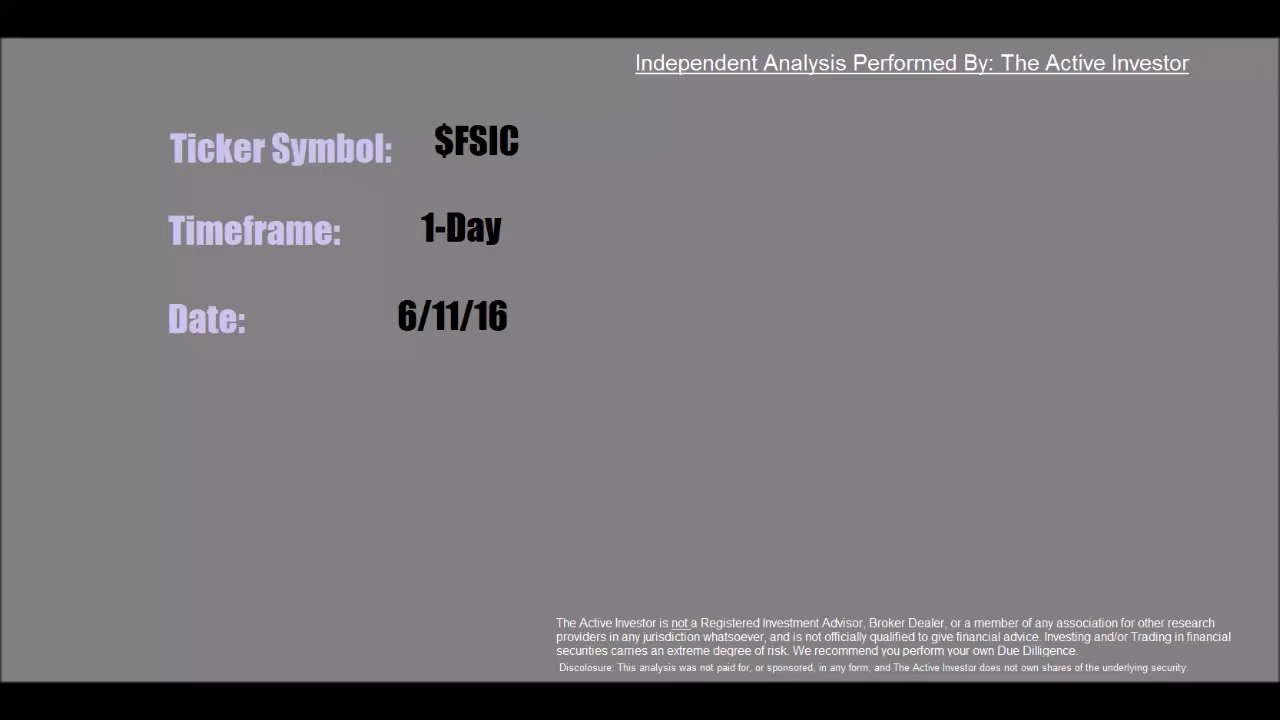 Independent Analysis Performed By: The Active Investor
Ticker Symbol: $FSIC
Timeframe: 1-Day
Date: 6/11/16
The Active Investor is not a Registered Investment Advisor, Broker Dealer, or a member of any association for other research
providers in any jurisdiction whatsoever, and is not officially qualified to give financial advice. Investing and/or Trading in financial
securities carries an extreme degree of risk. We recommend you perform your own Due Dilligence.
Discolosure: This analysis was not paid for, or sponsored, in any form, and The Active Investor does not own shares of the underlying security.